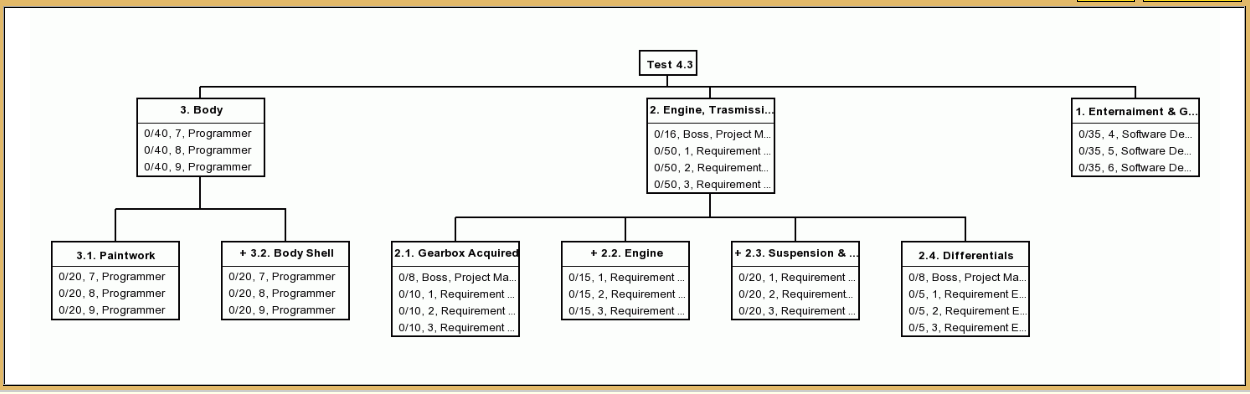 Test 4.3
3. Body
0/40, 7, Programmer
0/40, 8, Programmer
0/40, 9, Programmer
2. Engine, Trasmissi...
0/16, Boss, Project M...
0/50, 1, Requirement ...
0/50, 2, Requirement...
0/50, 3, Requirement ...
1. Enternaiment & G...
0/35, 4, Software De...
0/35, 5, Software De...
0/35, 6, Software De...
3.1. Paintwork
0/20, 7, Programmer
0/20, 8, Programmer
0/20, 9, Programmer
+ 3.2. Body Shell
0/20, 7, Programmer
0/20, 8, Programmer
0/20, 9, Programmer
2.1. Gearbox Acquired
0/8, Boss, Project Ma...
0/10, 1, Requirement ...
0/10, 2, Requirement ...
0/10, 3, Requirement ...
+ 2.2. Engine
0/15, 1, Requirement ...
0/15, 2, Requirement ...
0/15, 3, Requirement ...
+ 2.3. Suspension & ...
0/20, 1, Requirement ...
0/20, 2, Requirement...
0/20, 3, Requirement ...
2.4. Differentials
0/8, Boss, Project Ma...
0/5, 1, Requirement E...
0/5, 2, Requirement E...
0/5, 3, Requirement E...